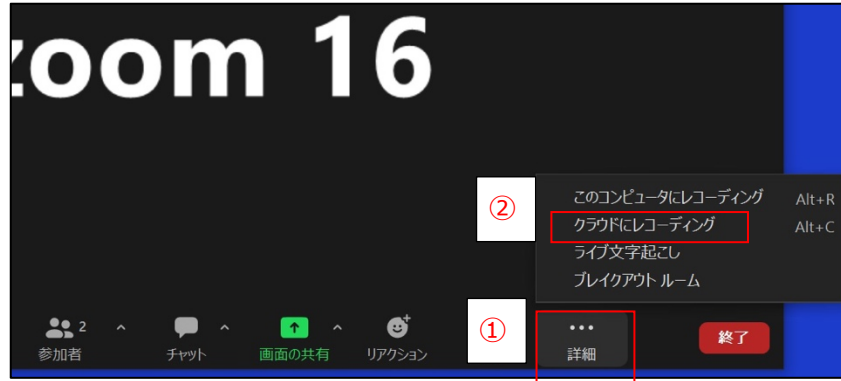 zoom 16
②
このコンピュータにレコーディング Alt+R
クラウドにレコーディング Alt+C
ライブ文字起こし
ブレイクアウト ルーム
2
参加者
チャット
画面の共有
リアクション
①
詳細
終了